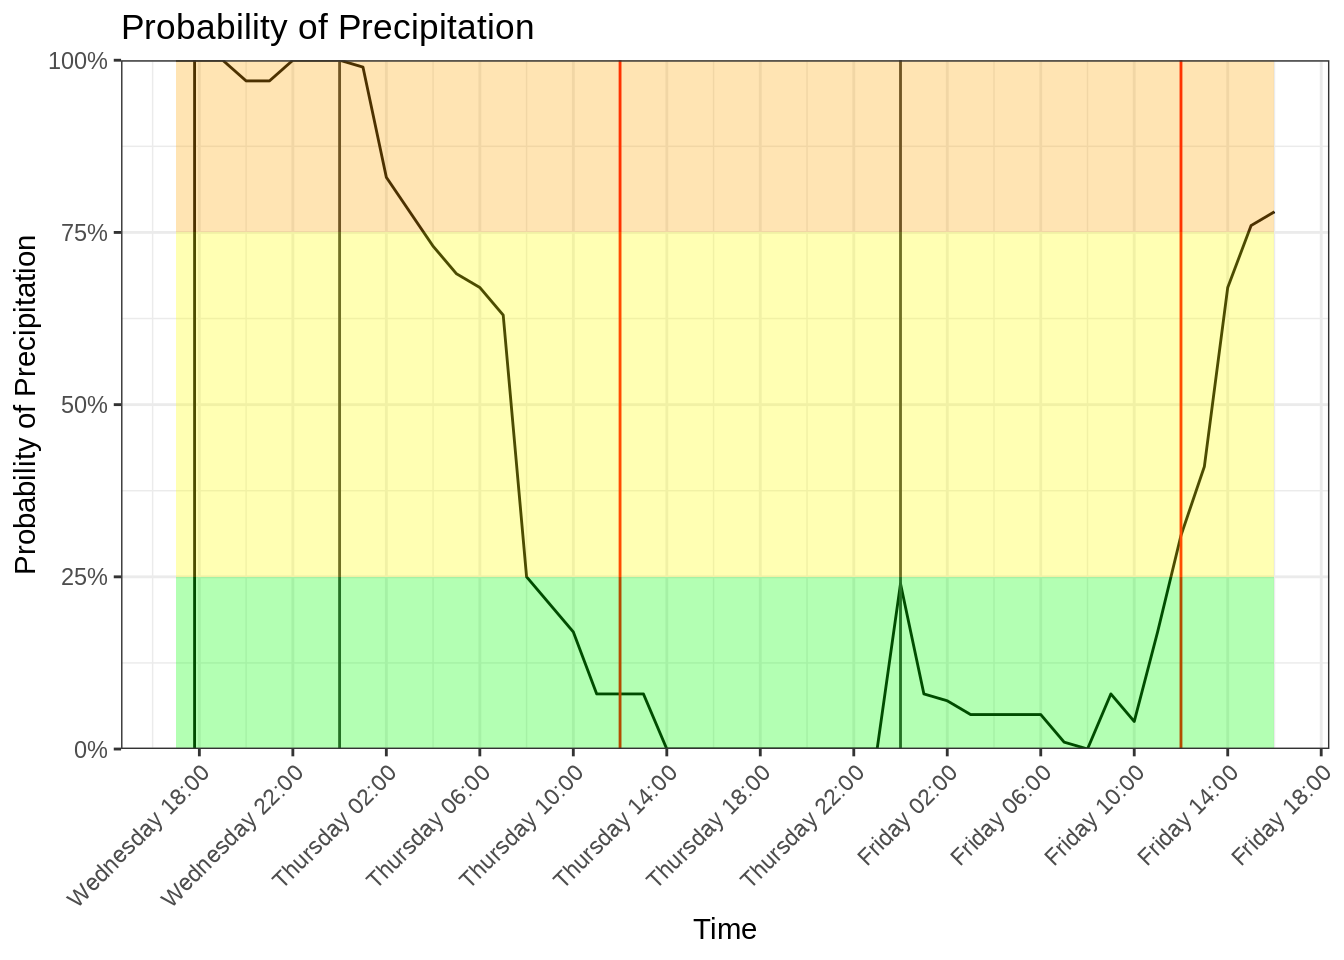 Probability of Precipitation
Probability of Precipitation
100%
75%
50%
25%
0%
Wednesday 18:00
Wednesday 22:00
Thursday 02:00
Thursday 06:00
Thursday 10:00
Thursday 14:00
Thursday 18:00
Thursday 22:00
Friday 02:00
Friday 06:00
Friday 10:00
Friday 14:00
Friday 18:00
Time